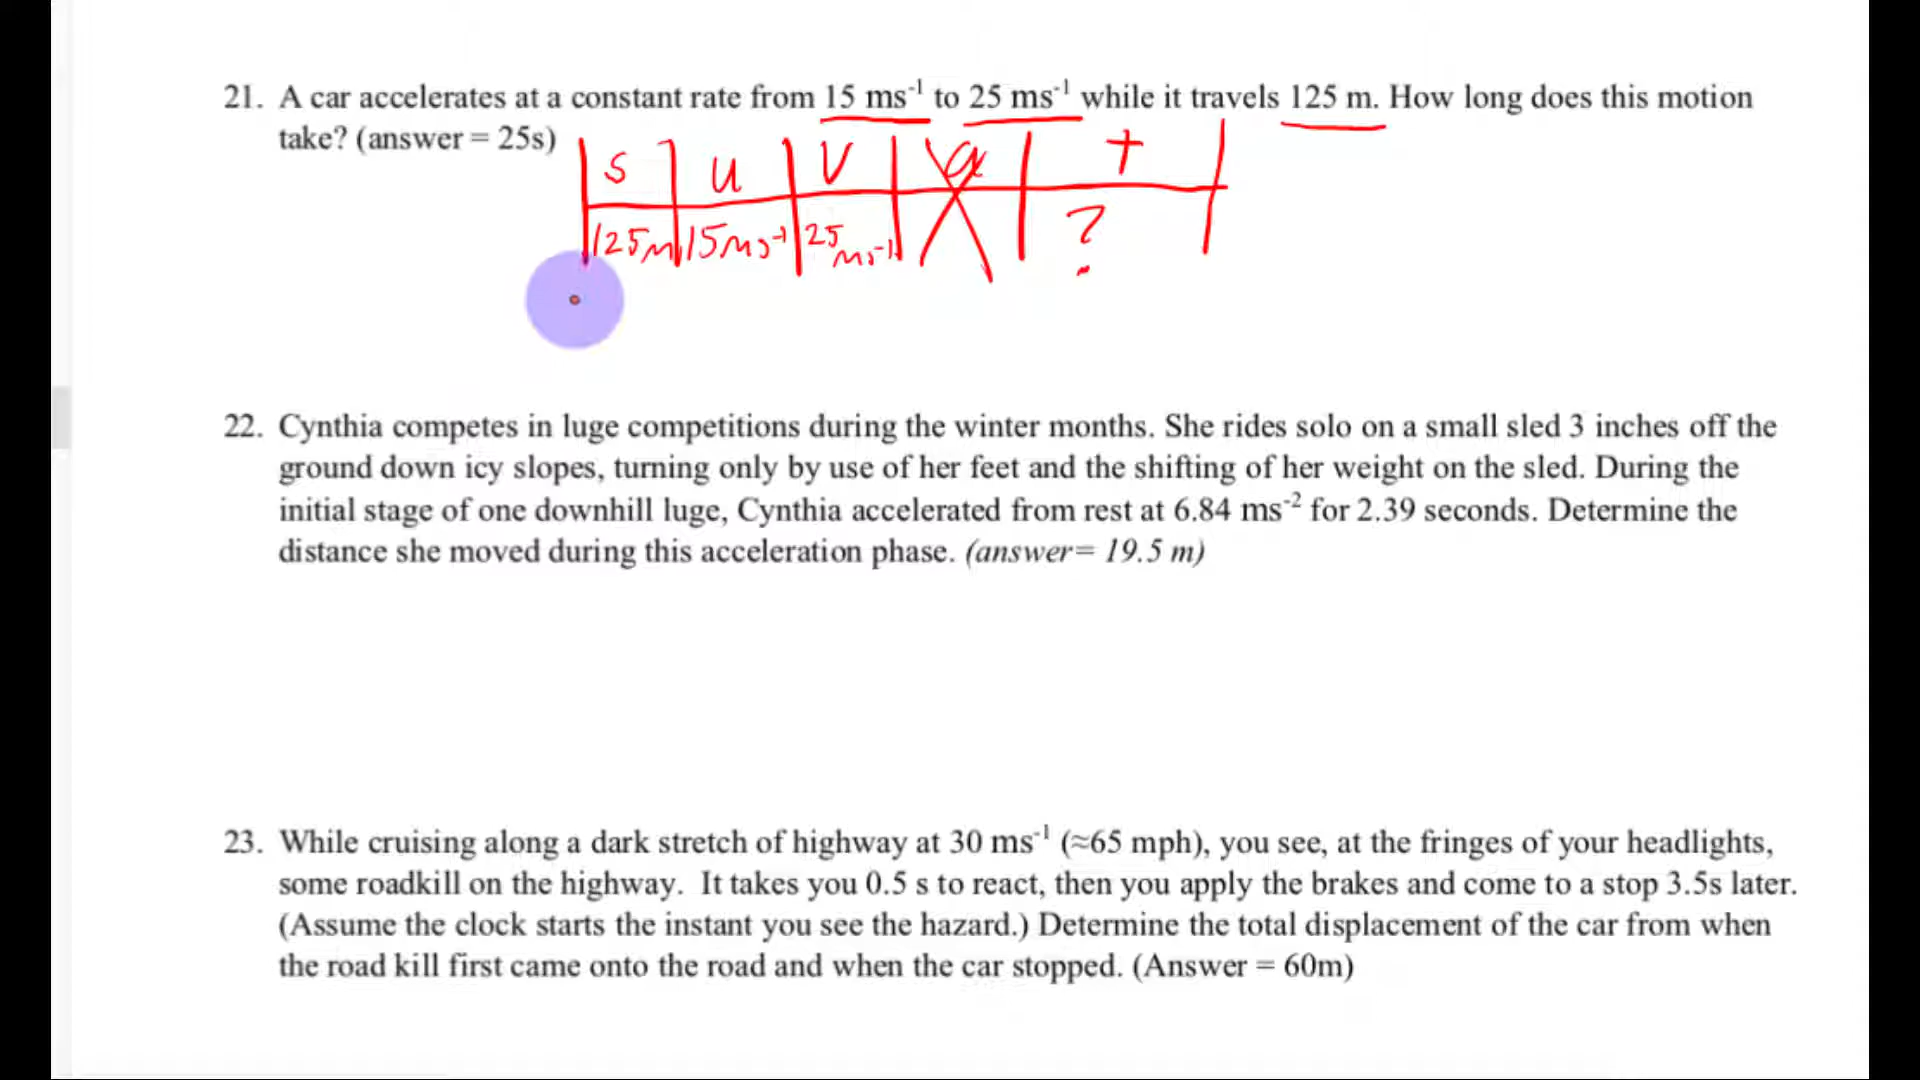 21. A car accelerates at a constant rate from 15 ms⁻¹ to 25 ms⁻¹ while it travels 125 m. How long does this motion
take? (answer = 25s)
s u v a t
125m 15ms⁻¹ 25 ms⁻¹ ?
22. Cynthia competes in luge competitions during the winter months. She rides solo on a small sled 3 inches off the
ground down icy slopes, turning only by use of her feet and the shifting of her weight on the sled. During the
initial stage of one downhill luge, Cynthia accelerated from rest at 6.84 ms⁻² for 2.39 seconds. Determine the
distance she moved during this acceleration phase. (answer= 19.5 m)
23. While cruising along a dark stretch of highway at 30 ms⁻¹ (≈65 mph), you see, at the fringes of your headlights,
some roadkill on the highway. It takes you 0.5 s to react, then you apply the brakes and come to a stop 3.5s later.
(Assume the clock starts the instant you see the hazard.) Determine the total displacement of the car from when
the road kill first came onto the road and when the car stopped. (Answer = 60m)